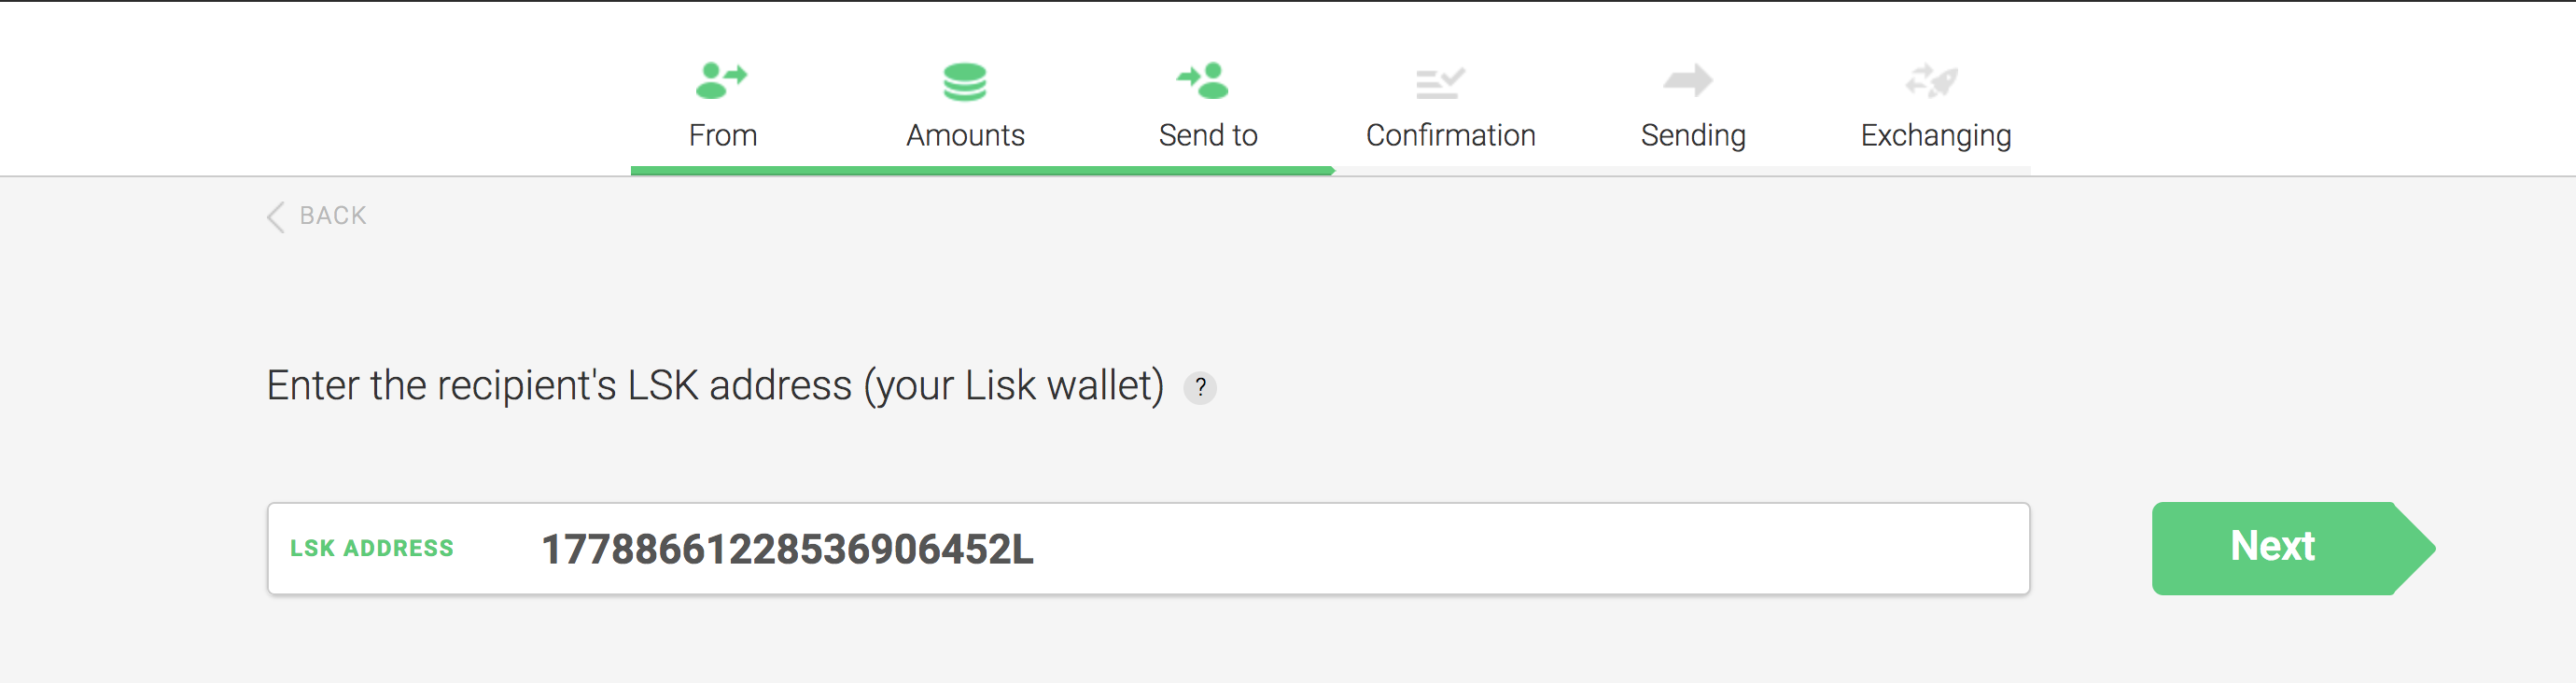 From Amounts Send to Confirmation Sending Exchanging
BACK
Enter the recipient's LSK address (your Lisk wallet) ?
LSK ADDRESS 17788661228536906452L
Next